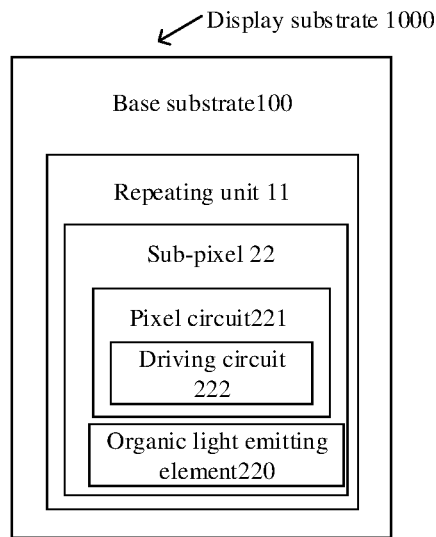 Display substrate 1000
Base substrate100
Repeating unit 11
Sub-pixel 22
Pixel circuit221
Driving circuit
222
Organic light emitting
element220